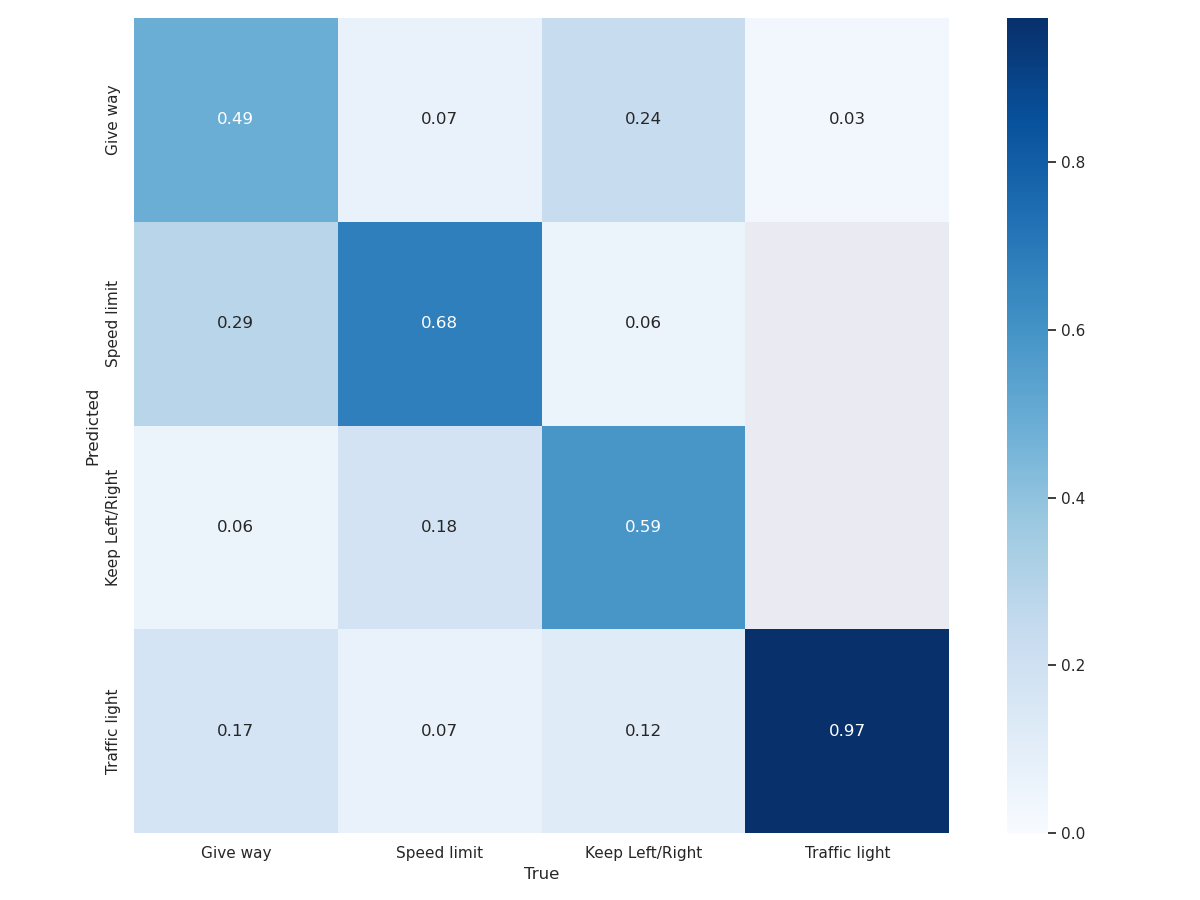 Give way
0.49 0.07 0.24 0.03
Speed limit
0.29 0.68 0.06
Predicted
Keep Left/Right
0.06 0.18 0.59
Traffic light
0.17 0.07 0.12 0.97
Give way Speed limit Keep Left/Right Traffic light
True
0.8
0.6
0.4
0.2
0.0